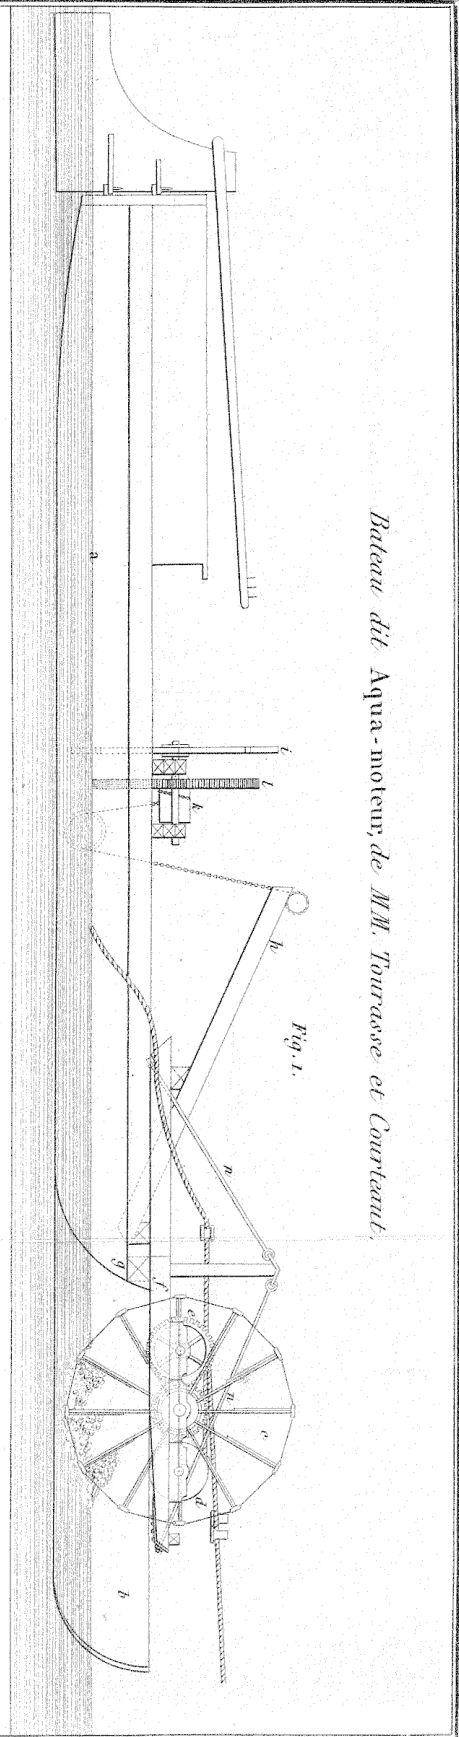 Bateau dit Aqua-moteur, de MM. Tourasse et Courteaut.
Fig. 1.
a
i
l
k
h
n
g
f
e
n
e
d
b